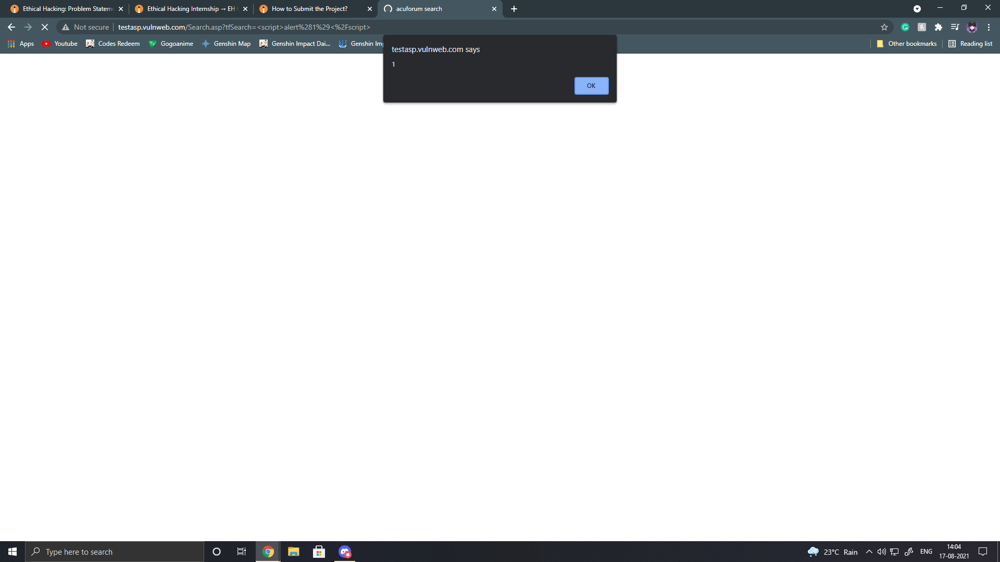 Ethical Hacking: Problem Stateme
Ethical Hacking Internship → EH
How to Submit the Project?
acuforum search
Not secure
testasp.vulnweb.com/Search.asp?tfSearch=<script>alert%281%29<%2Fscript>
Apps
Youtube
Codes Redeem
Gogoanime
Genshin Map
Genshin Impact Dai...
Genshin Imp
Other bookmarks
Reading list
testasp.vulnweb.com says
1
OK
Type here to search
23°C Rain
ENG
14:04
17-08-2021